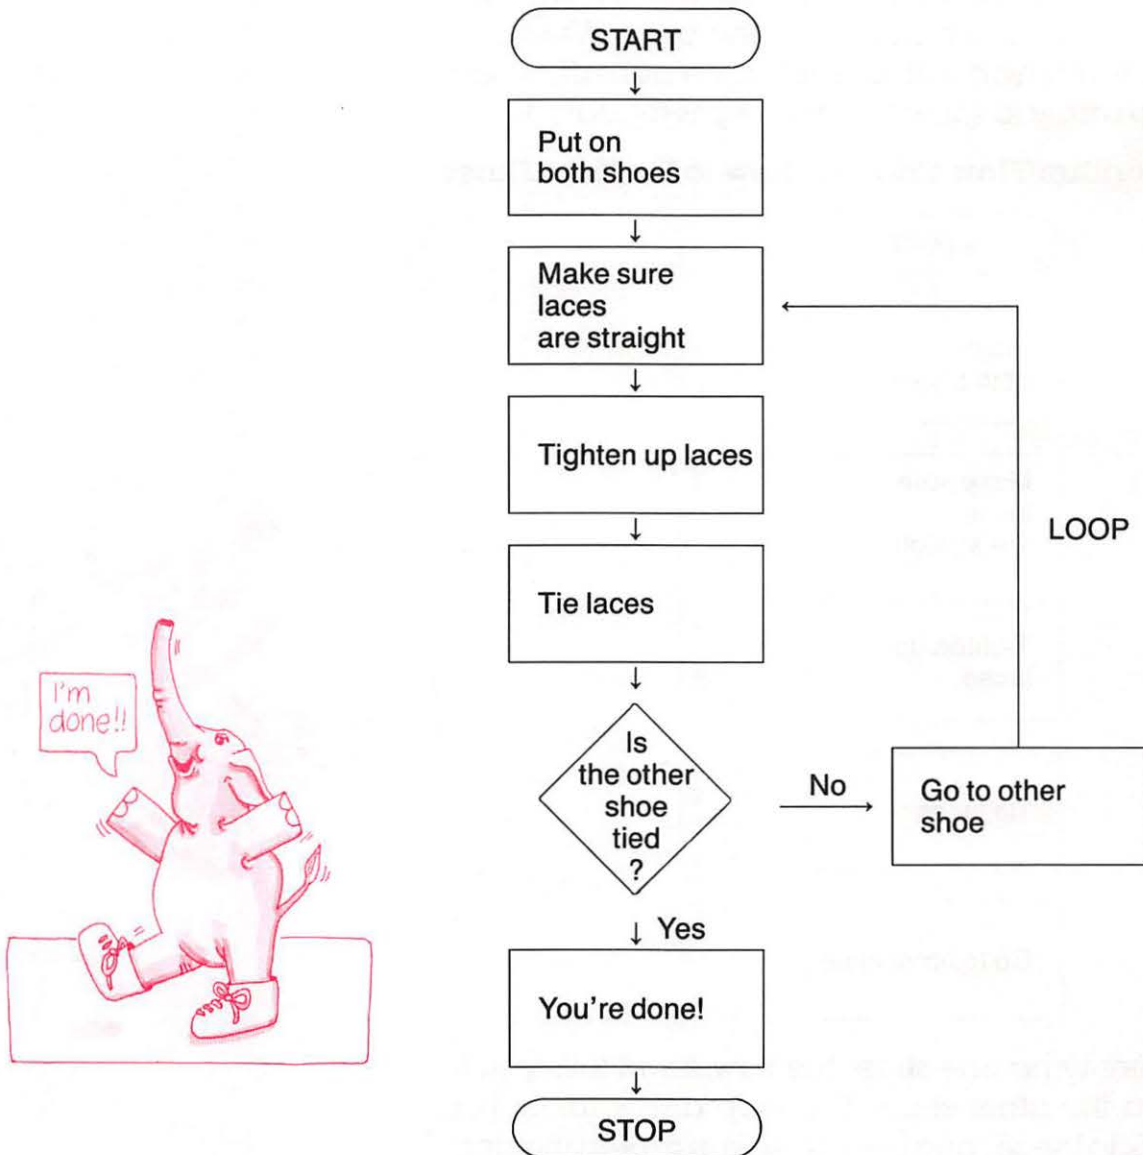 START
Put on
both shoes
Make sure
laces
are straight
Tighten up laces
LOOP
Tie laces
I'm
done!!
Is
the other
shoe
tied
?
No
Go to other
shoe
Yes
You're done!
STOP